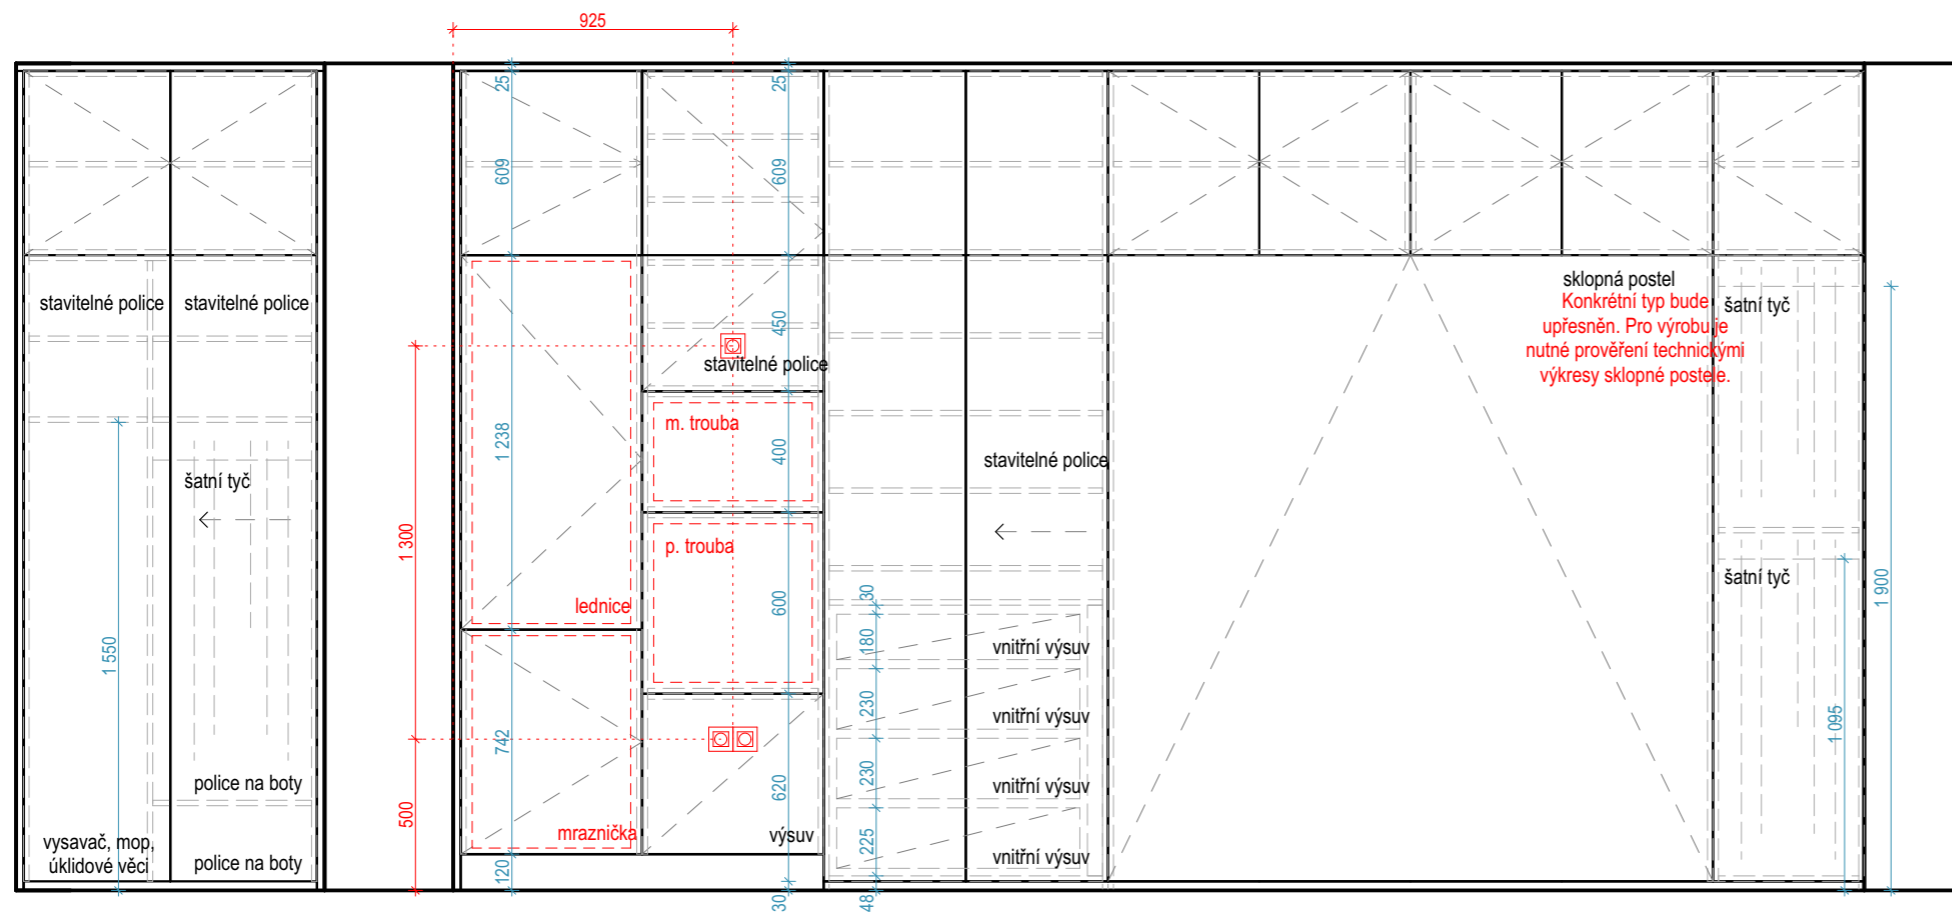 925
25
25
609
609
stavitelné police
stavitelné police
sklopná postel
Konkrétní typ bude
upřesněn. Pro výrobu je
nutné prověření technickými
výkresy sklopné postele.
šatní tyč
450
stavitelné police
m. trouba
1 238
400
stavitelné police
šatní tyč
1 300
p. trouba
lednice
600
30
šatní tyč
1 900
1 550
180
vnitřní výsuv
230
vnitřní výsuv
742
1 095
police na boty
620
230
vnitřní výsuv
500
mraznička
výsuv
225
vysavač, mop,
úklidové věci
police na boty
vnitřní výsuv
120
30
48